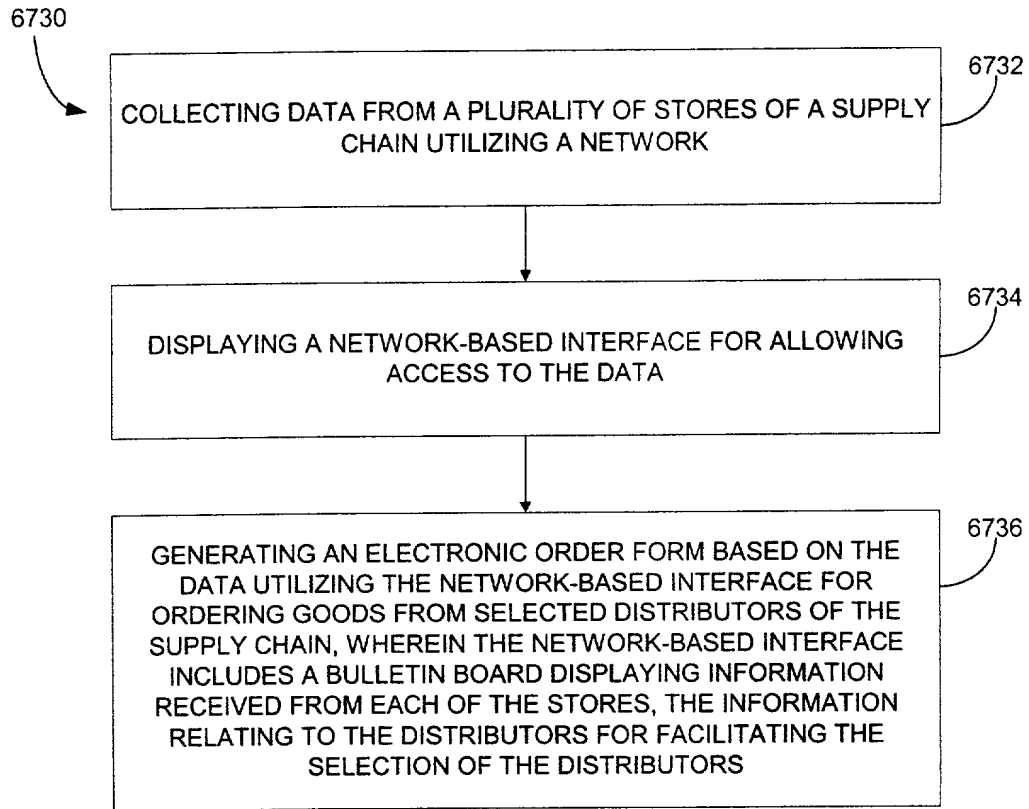 6730
6732
COLLECTING DATA FROM A PLURALITY OF STORES OF A SUPPLY
CHAIN UTILIZING A NETWORK
6734
DISPLAYING A NETWORK-BASED INTERFACE FOR ALLOWING
ACCESS TO THE DATA
6736
GENERATING AN ELECTRONIC ORDER FORM BASED ON THE
DATA UTILIZING THE NETWORK-BASED INTERFACE FOR
ORDERING GOODS FROM SELECTED DISTRIBUTORS OF THE
SUPPLY CHAIN, WHEREIN THE NETWORK-BASED INTERFACE
INCLUDES A BULLETIN BOARD DISPLAYING INFORMATION
RECEIVED FROM EACH OF THE STORES, THE INFORMATION
RELATING TO THE DISTRIBUTORS FOR FACILITATING THE
SELECTION OF THE DISTRIBUTORS